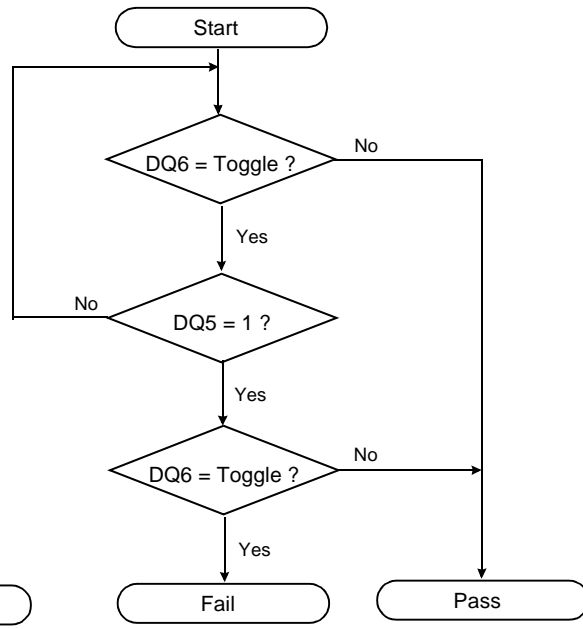 Start
DQ6 = Toggle ?
No
Yes
No
DQ5 = 1 ?
Yes
DQ6 = Toggle ?
No
Yes
Fail
Pass